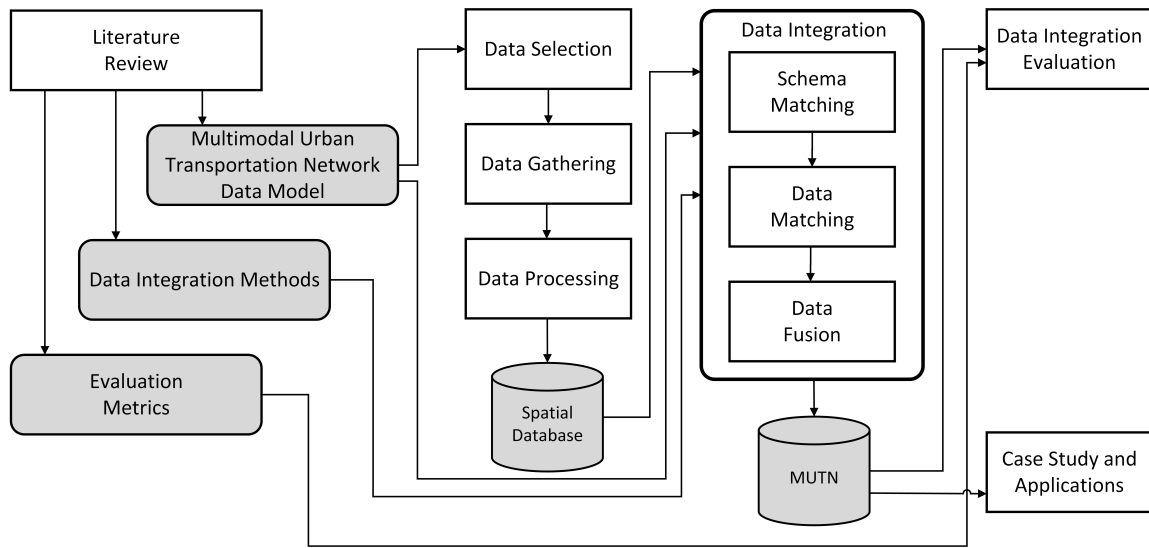 Literature
Review
Multimodal Urban
Transportation Network
Data Model
Data Integration Methods
Evaluation
Metrics
Data Selection
Data Gathering
Data Processing
Spatial
Database
Data Integration
Schema
Matching
Data
Matching
Data
Fusion
MUTN
Data Integration
Evaluation
Case Study and
Applications